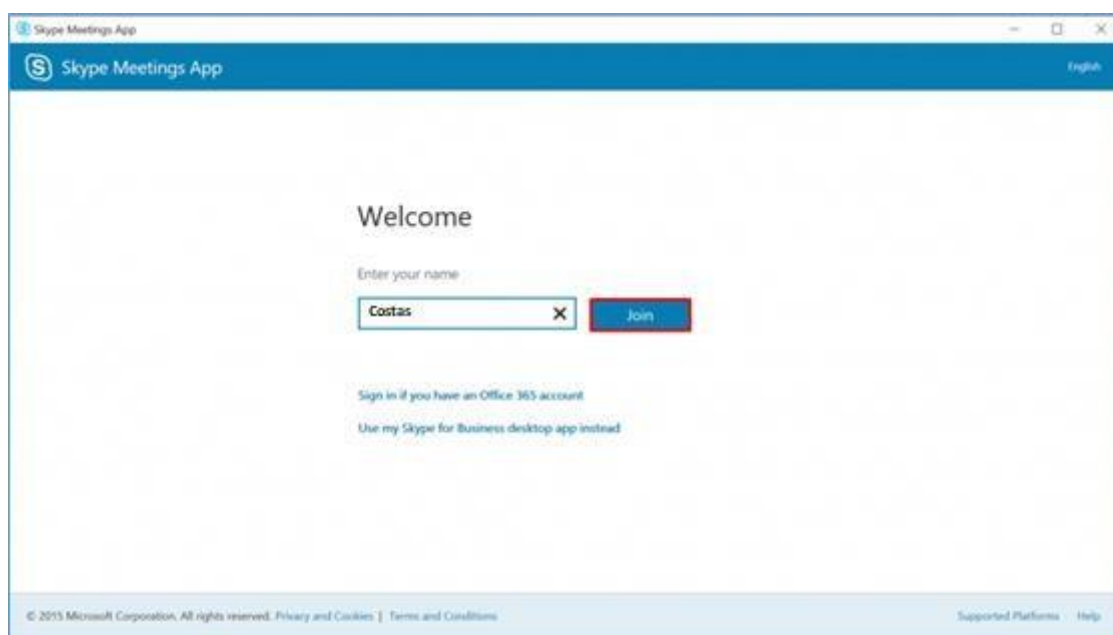 Skype Meetings App
Skype Meetings App
English
Welcome
Enter your name
Costas
Join
Sign in if you have an Office 365 account
Use my Skype for Business desktop app instead
© 2015 Microsoft Corporation. All rights reserved. Privacy and Cookies | Terms and Conditions Supported Platforms Help